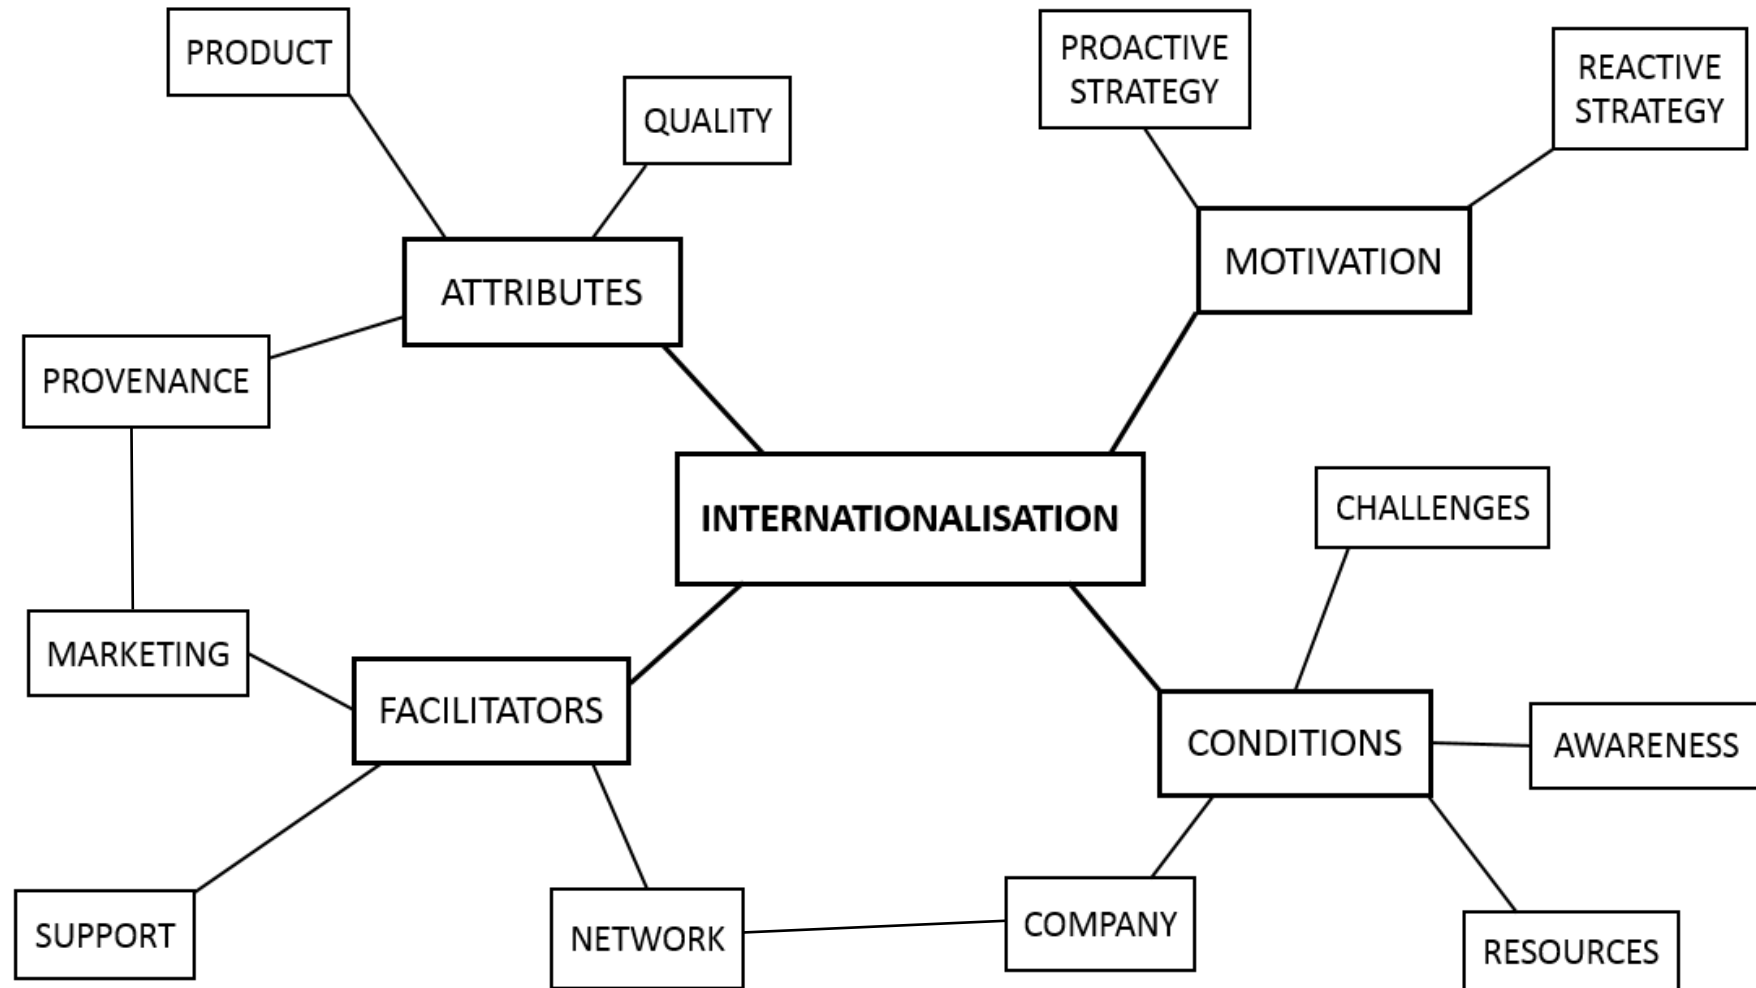 PRODUCT
QUALITY
PROACTIVE
STRATEGY
REACTIVE
STRATEGY
ATTRIBUTES
MOTIVATION
PROVENANCE
INTERNATIONALISATION
CHALLENGES
MARKETING
FACILITATORS
CONDITIONS
AWARENESS
SUPPORT
NETWORK
COMPANY
RESOURCES